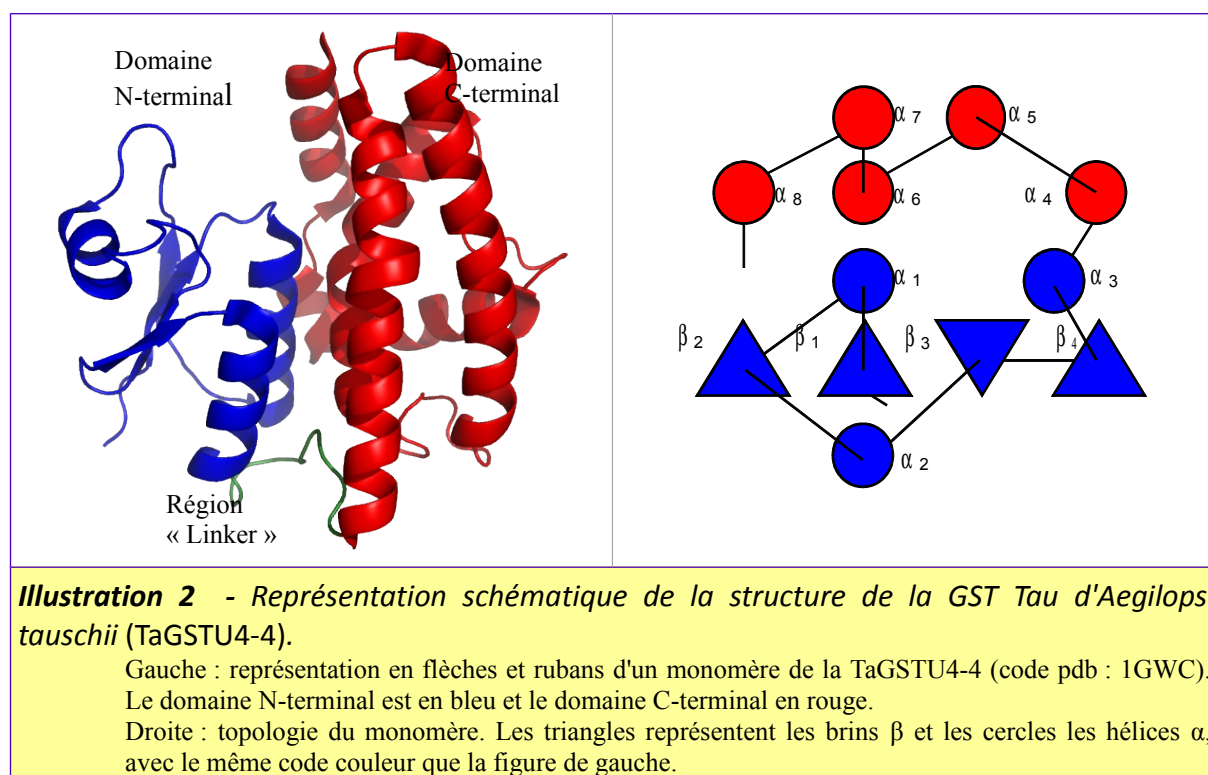 Domaine
N-terminal
Domaine
C-terminal
Région
« Linker »
α 7
α 5
α 8
α 6
α 4
α 1
α 3
β 2
β 1
β 3
β 4
α 2
Illustration 2 - Représentation schématique de la structure de la GST Tau d'Aegilops
tauschii (TaGSTU4-4).
Gauche : représentation en flèches et rubans d'un monomère de la TaGSTU4-4 (code pdb : 1GWC).
Le domaine N-terminal est en bleu et le domaine C-terminal en rouge.
Droite : topologie du monomère. Les triangles représentent les brins β et les cercles les hélices α,
avec le même code couleur que la figure de gauche.